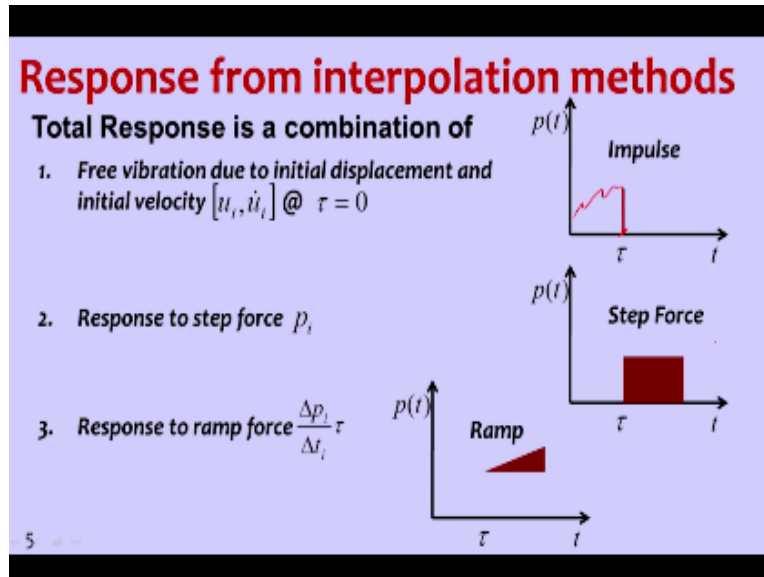 Response from interpolation methods
Total Response is a combination of
1. Free vibration due to initial displacement and
initial velocity [u_i, u̇_i] @ τ = 0
2. Response to step force p_i
3. Response to ramp force Δp_i/Δt_i τ
p(t)
Impulse
τ
t
p(t)
Step Force
τ
t
p(t)
Ramp
τ
t
5